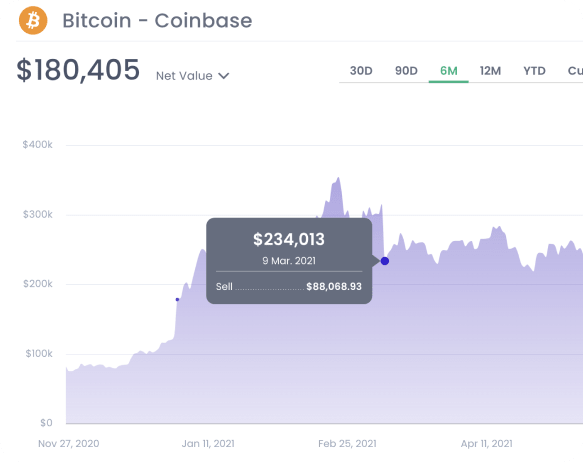 Bitcoin - Coinbase
$180,405 Net Value
30D 90D 6M 12M YTD Cu
$400k
$300k
$234,013
9 Mar. 2021
Sell $88,068.93
$200k
$100k
$0
Nov 27, 2020 Jan 11, 2021 Feb 25, 2021 Apr 11, 2021